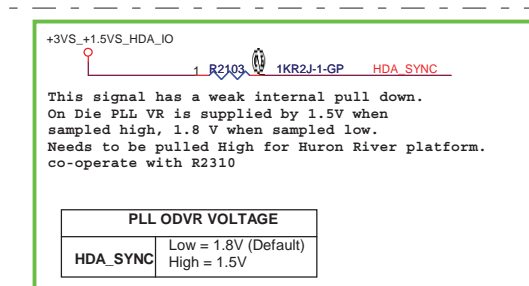 +3VS_+1.5VS_HDA_IO
1 R2103 1KR2J-1-GP HDA_SYNC
This signal has a weak internal pull down.
On Die PLL VR is supplied by 1.5V when
sampled high, 1.8 V when sampled low.
Needs to be pulled High for Huron River platform.
co-operate with R2310
PLL ODVR VOLTAGE
HDA_SYNC Low = 1.8V (Default)
High = 1.5V